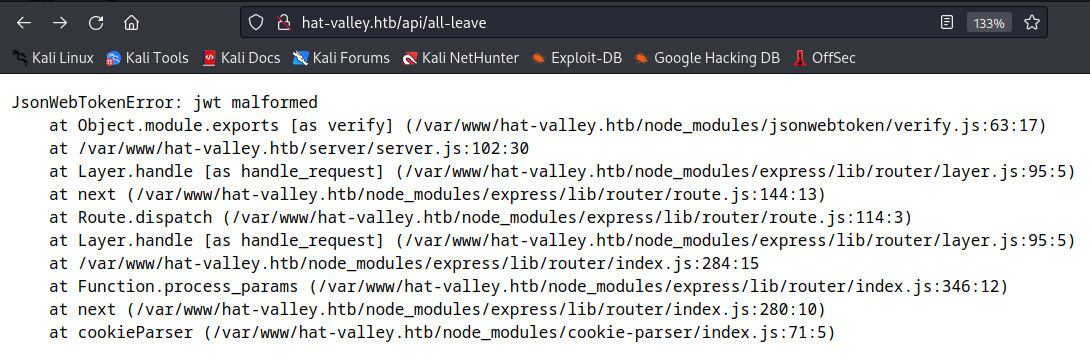 hat-valley.htb/api/all-leave
133%
Kali Linux Kali Tools Kali Docs Kali Forums Kali NetHunter Exploit-DB Google Hacking DB OffSec
JsonWebTokenError: jwt malformed
    at Object.module.exports [as verify] (/var/www/hat-valley.htb/node_modules/jsonwebtoken/verify.js:63:17)
    at /var/www/hat-valley.htb/server/server.js:102:30
    at Layer.handle [as handle_request] (/var/www/hat-valley.htb/node_modules/express/lib/router/layer.js:95:5)
    at next (/var/www/hat-valley.htb/node_modules/express/lib/router/route.js:144:13)
    at Route.dispatch (/var/www/hat-valley.htb/node_modules/express/lib/router/route.js:114:3)
    at Layer.handle [as handle_request] (/var/www/hat-valley.htb/node_modules/express/lib/router/layer.js:95:5)
    at /var/www/hat-valley.htb/node_modules/express/lib/router/index.js:284:15
    at Function.process_params (/var/www/hat-valley.htb/node_modules/express/lib/router/index.js:346:12)
    at next (/var/www/hat-valley.htb/node_modules/express/lib/router/index.js:280:10)
    at cookieParser (/var/www/hat-valley.htb/node_modules/cookie-parser/index.js:71:5)